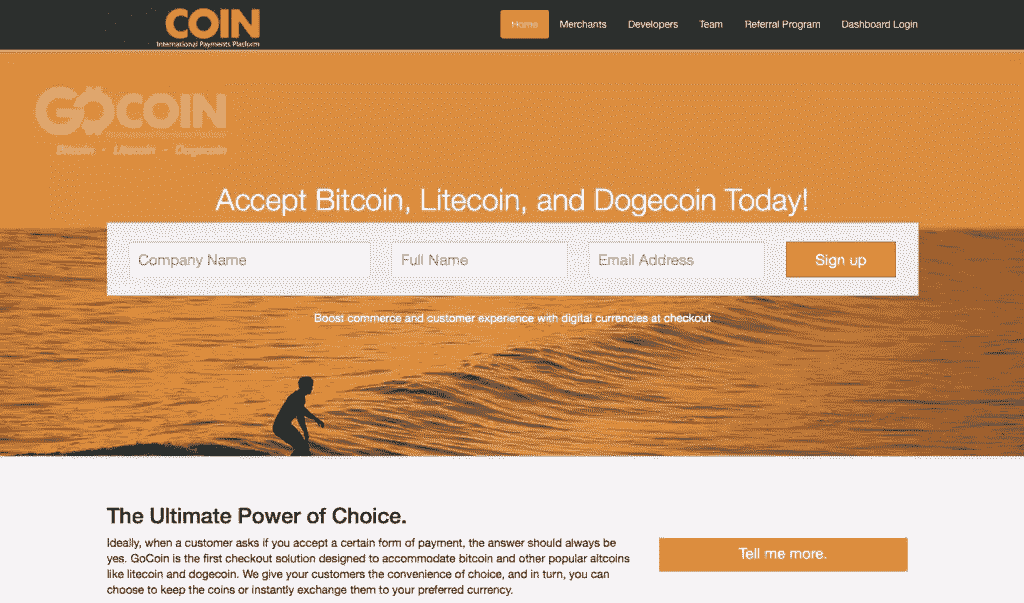 COIN
International Payments Platform
Home
Merchants
Developers
Team
Referral Program
Dashboard Login
GOCOIN
Bitcoin • Litecoin • Dogecoin
Accept Bitcoin, Litecoin, and Dogecoin Today!
Company Name
Full Name
Email Address
Sign up
Boost commerce and customer experience with digital currencies at checkout
The Ultimate Power of Choice.
Ideally, when a customer asks if you accept a certain form of payment, the answer should always be
yes. GoCoin is the first checkout solution designed to accommodate bitcoin and other popular altcoins
like litecoin and dogecoin. We give your customers the convenience of choice, and in turn, you can
choose to keep the coins or instantly exchange them to your preferred currency.
Tell me more.